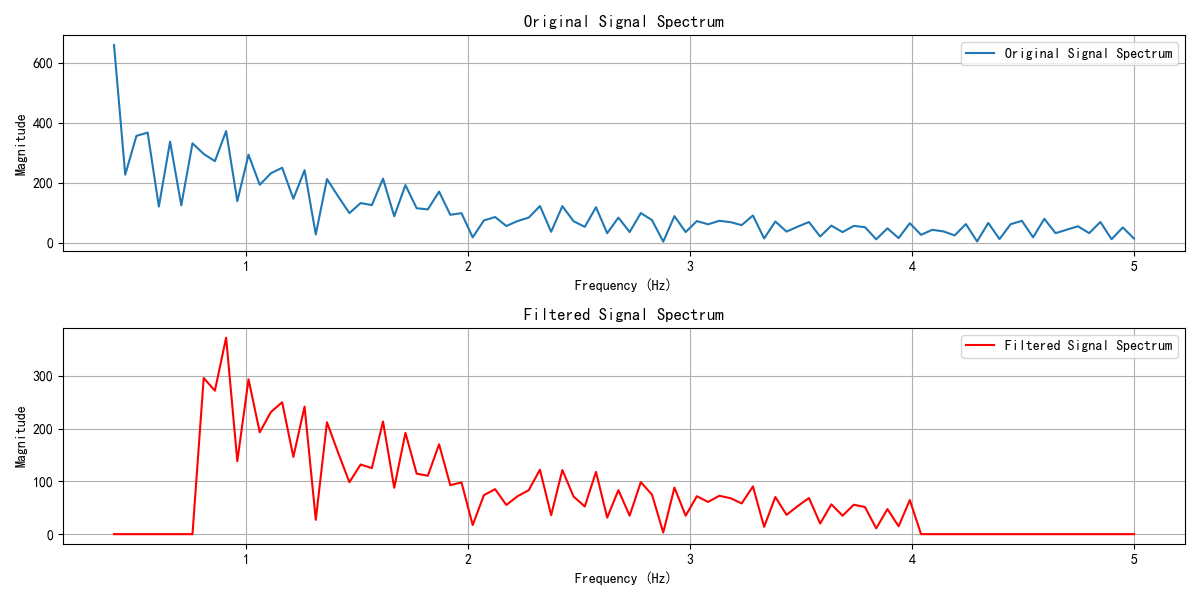 Original Signal Spectrum
Original Signal Spectrum
Magnitude
600
400
200
0
1 2 3 4 5
Frequency (Hz)
Filtered Signal Spectrum
Filtered Signal Spectrum
Magnitude
300
200
100
0
1 2 3 4 5
Frequency (Hz)